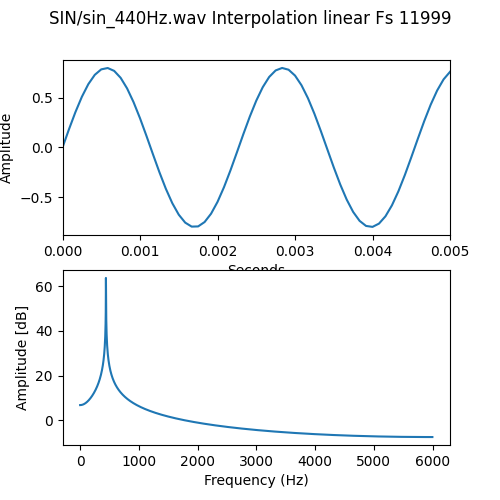 SIN/sin_440Hz.wav Interpolation linear Fs 11999
Amplitude
0.5
0.0
−0.5
0.000 0.001 0.002 0.003 0.004 0.005
Seconds
Amplitude [dB]
60
40
20
0
0 1000 2000 3000 4000 5000 6000
Frequency (Hz)